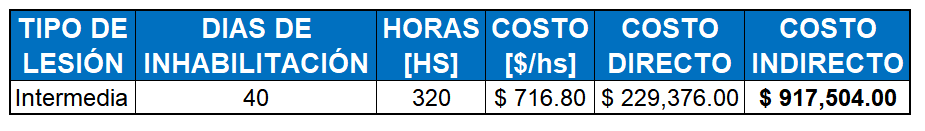 TIPO DE LESIÓN DIAS DE INHABILITACIÓN HORAS [HS] COSTO [$/hs] COSTO DIRECTO COSTO INDIRECTO
Intermedia 40 320 $ 716.80 $ 229,376.00 $ 917,504.00